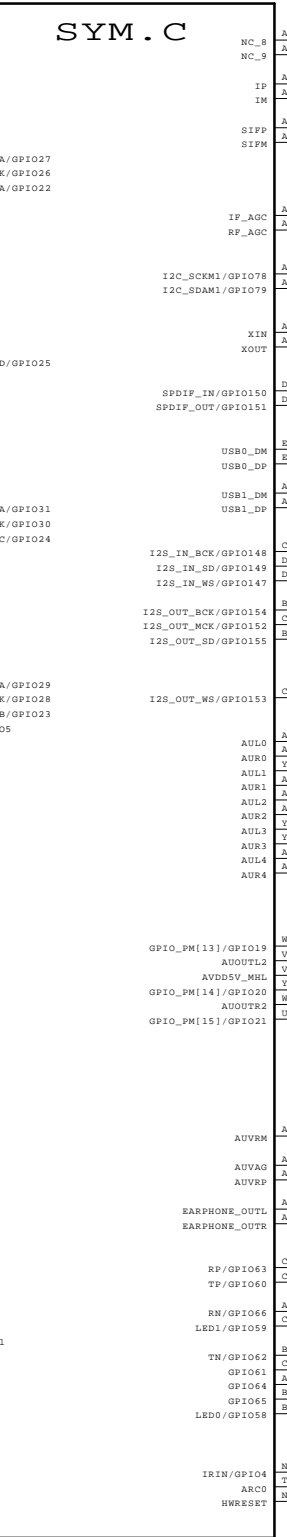 SYM.C
NC_8 A
NC_9 A
IP A
IM A
SIFP A
SIFM A
A/GPIO27
K/GPIO26
A/GPIO22
IF_AGC A
RF_AGC A
I2C_SCKM1/GPIO78 A
I2C_SDAM1/GPIO79 A
XIN A
XOUT A
D/GPIO25
SPDIF_IN/GPIO150 D
SPDIF_OUT/GPIO151 D
USB0_DM E
USB0_DP E
USB1_DM A
A/GPIO31 USB1_DP A
K/GPIO30
C/GPIO24
I2S_IN_BCK/GPIO148 C
I2S_IN_SD/GPIO149 D
I2S_IN_WS/GPIO147 D
I2S_OUT_BCK/GPIO154 B
I2S_OUT_MCK/GPIO152 C
I2S_OUT_SD/GPIO155 B
A/GPIO29
K/GPIO28 I2S_OUT_WS/GPIO153 C
B/GPIO23
O5
AUL0 A
AUR0 A
AUL1 Y
AUR1 A
AUL2 A
AUR2 A
AUL3 Y
AUR3 Y
AUL4 A
AUR4 A
GPIO_PM[13]/GPIO19 W
AUOUTL2 V
AVDD5V_MHL V
GPIO_PM[14]/GPIO20 Y
AUOUTR2 W
GPIO_PM[15]/GPIO21 U
AUVRM A
AUVAG A
AUVRP A
EARPHONE_OUTL A
EARPHONE_OUTR A
RP/GPIO63 C
TP/GPIO60 C
RN/GPIO66 A
LED1/GPIO59 C
1
TN/GPIO62 B
GPIO61 C
GPIO64 A
GPIO65 B
LED0/GPIO58 B
IRIN/GPIO4 N
ARC0 T
HWRESET N